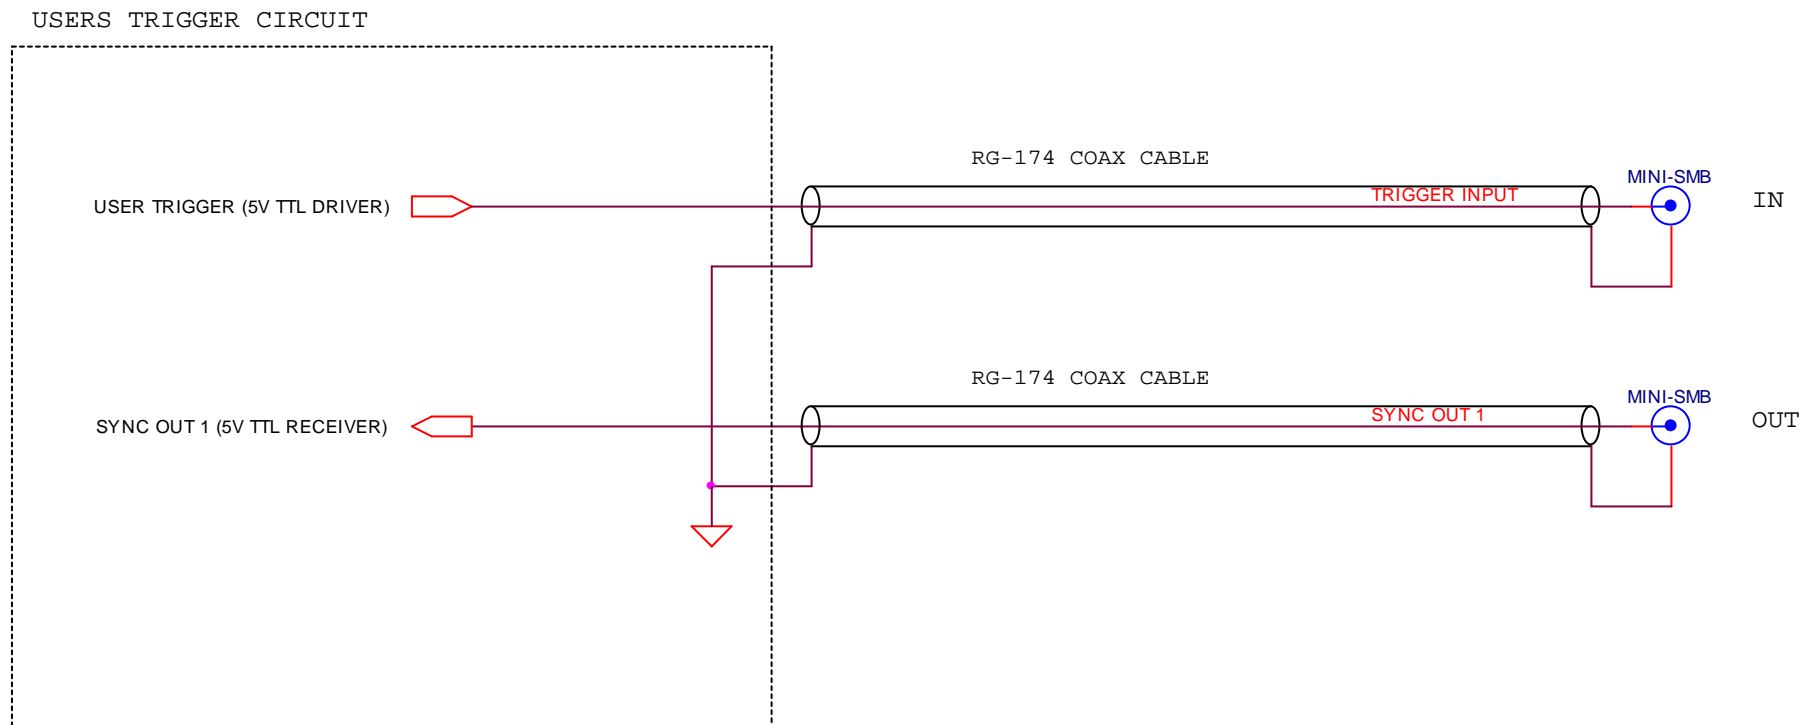 USERS TRIGGER CIRCUIT
RG-174 COAX CABLE
MINI-SMB
USER TRIGGER (5V TTL DRIVER)
TRIGGER INPUT
IN
RG-174 COAX CABLE
MINI-SMB
SYNC OUT 1 (5V TTL RECEIVER)
SYNC OUT 1
OUT